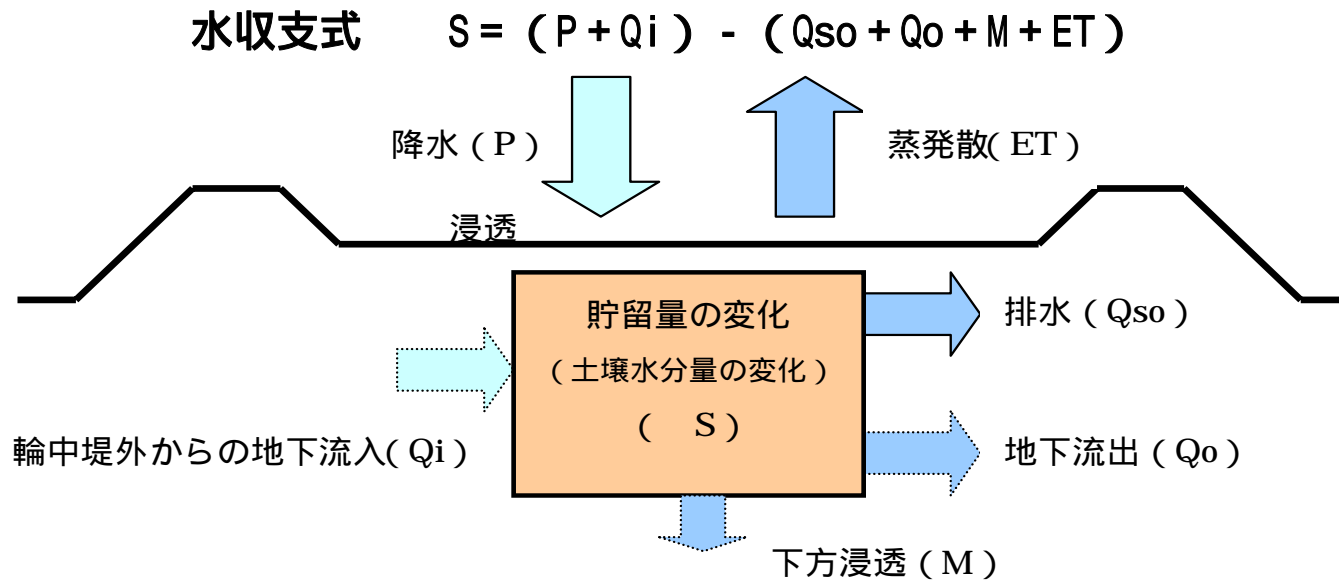 水収支式 S=(P+Qi)-(Qso+Qo+M+ET)
降水(P)
蒸発散(ET)
浸透
貯留量の変化
(土壌水分量の変化)
( S)
排水(Qso)
輪中堤外からの地下流入(Qi)
地下流出(Qo)
下方浸透(M)